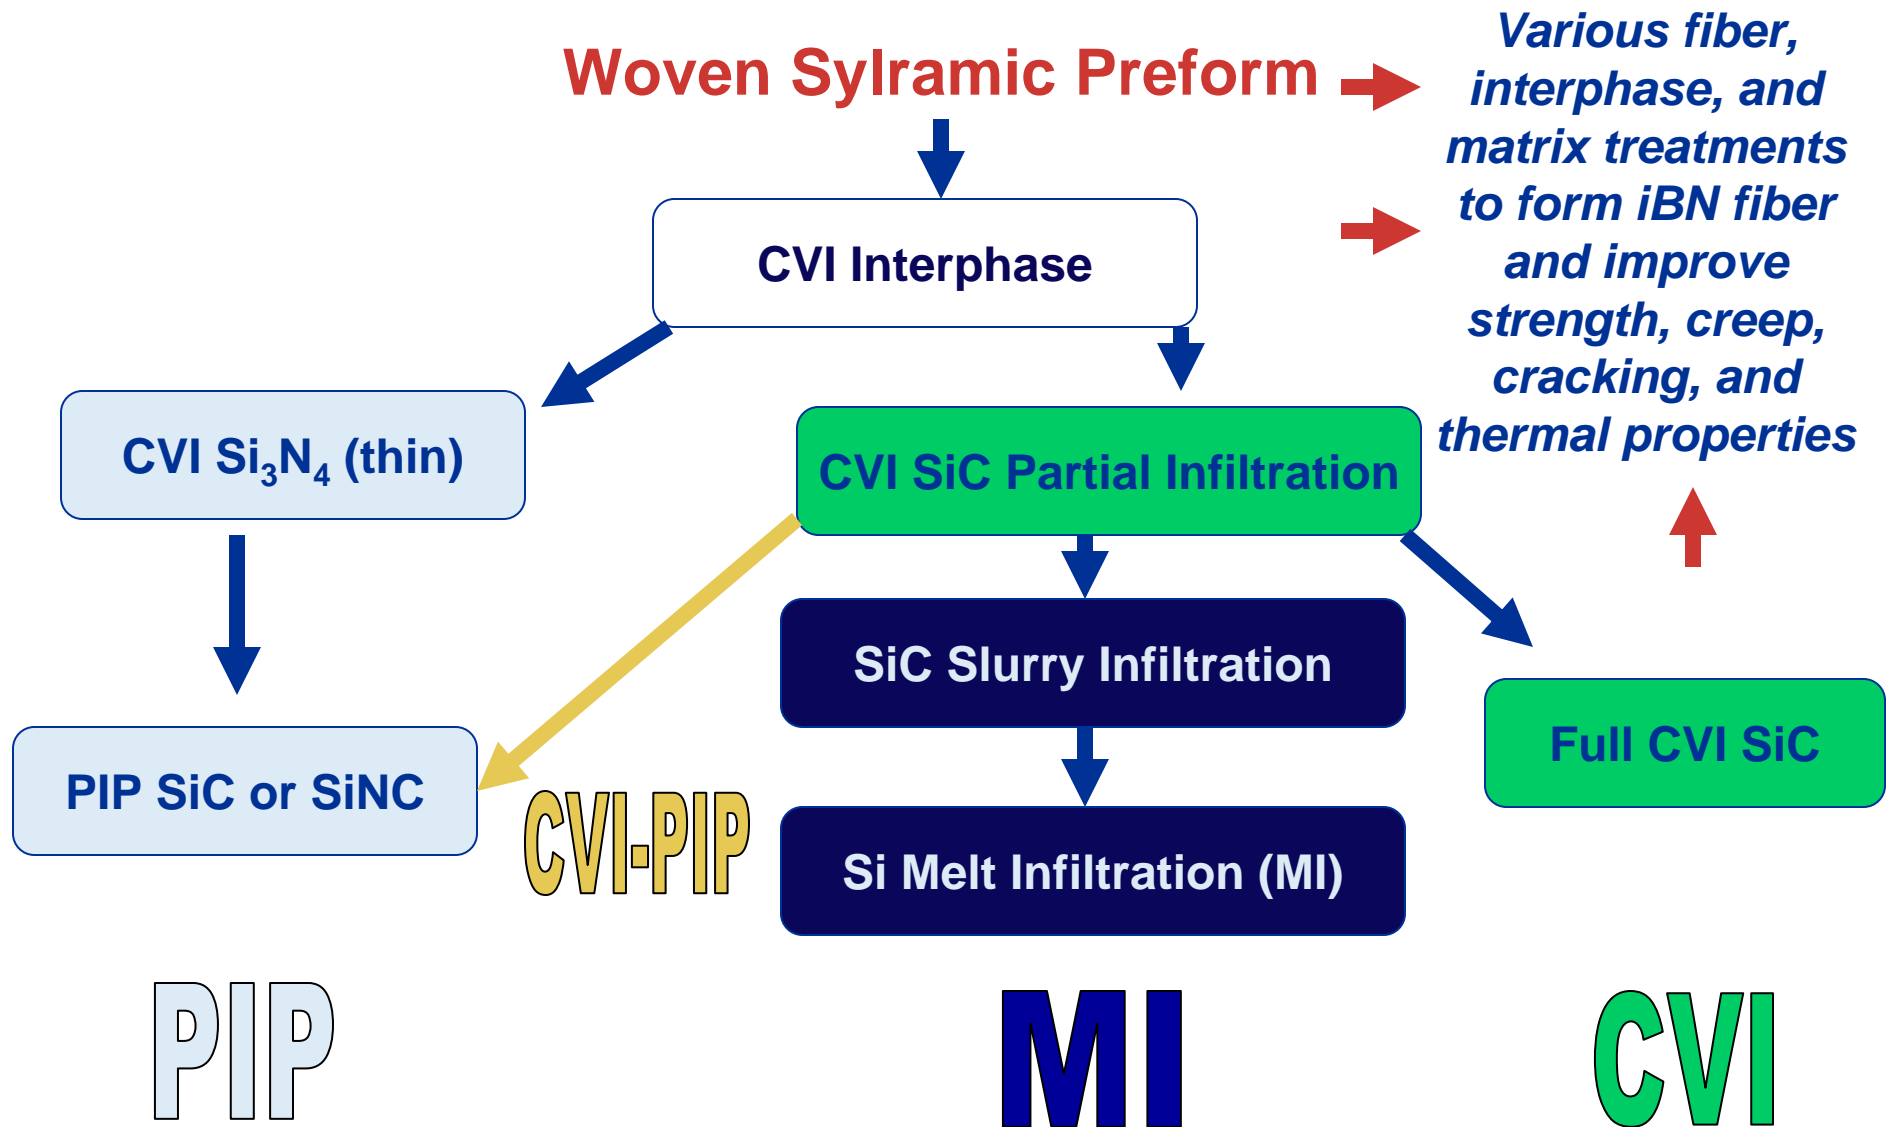 Woven Sylramic Preform
Various fiber,
interphase, and
matrix treatments
to form iBN fiber
and improve
strength, creep,
cracking, and
thermal properties
CVI Interphase
CVI Si₃N₄ (thin)
CVI SiC Partial Infiltration
SiC Slurry Infiltration
Full CVI SiC
PIP SiC or SiNC
CVI-PIP
Si Melt Infiltration (MI)
PIP
MI
CVI